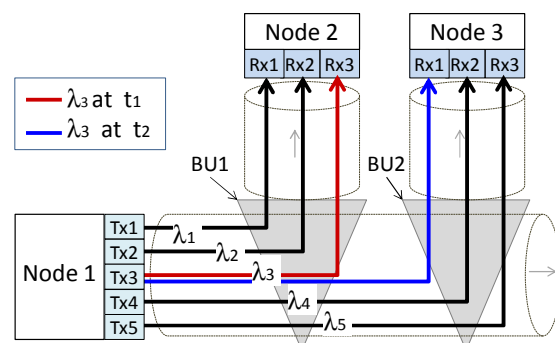 Node 2
Node 3
Rx1 Rx2 Rx3
Rx1 Rx2 Rx3
λ3 at t1
λ3 at t2
BU1
BU2
Node 1
Tx1
Tx2
Tx3
Tx4
Tx5
λ1
λ2
λ3
λ4
λ5